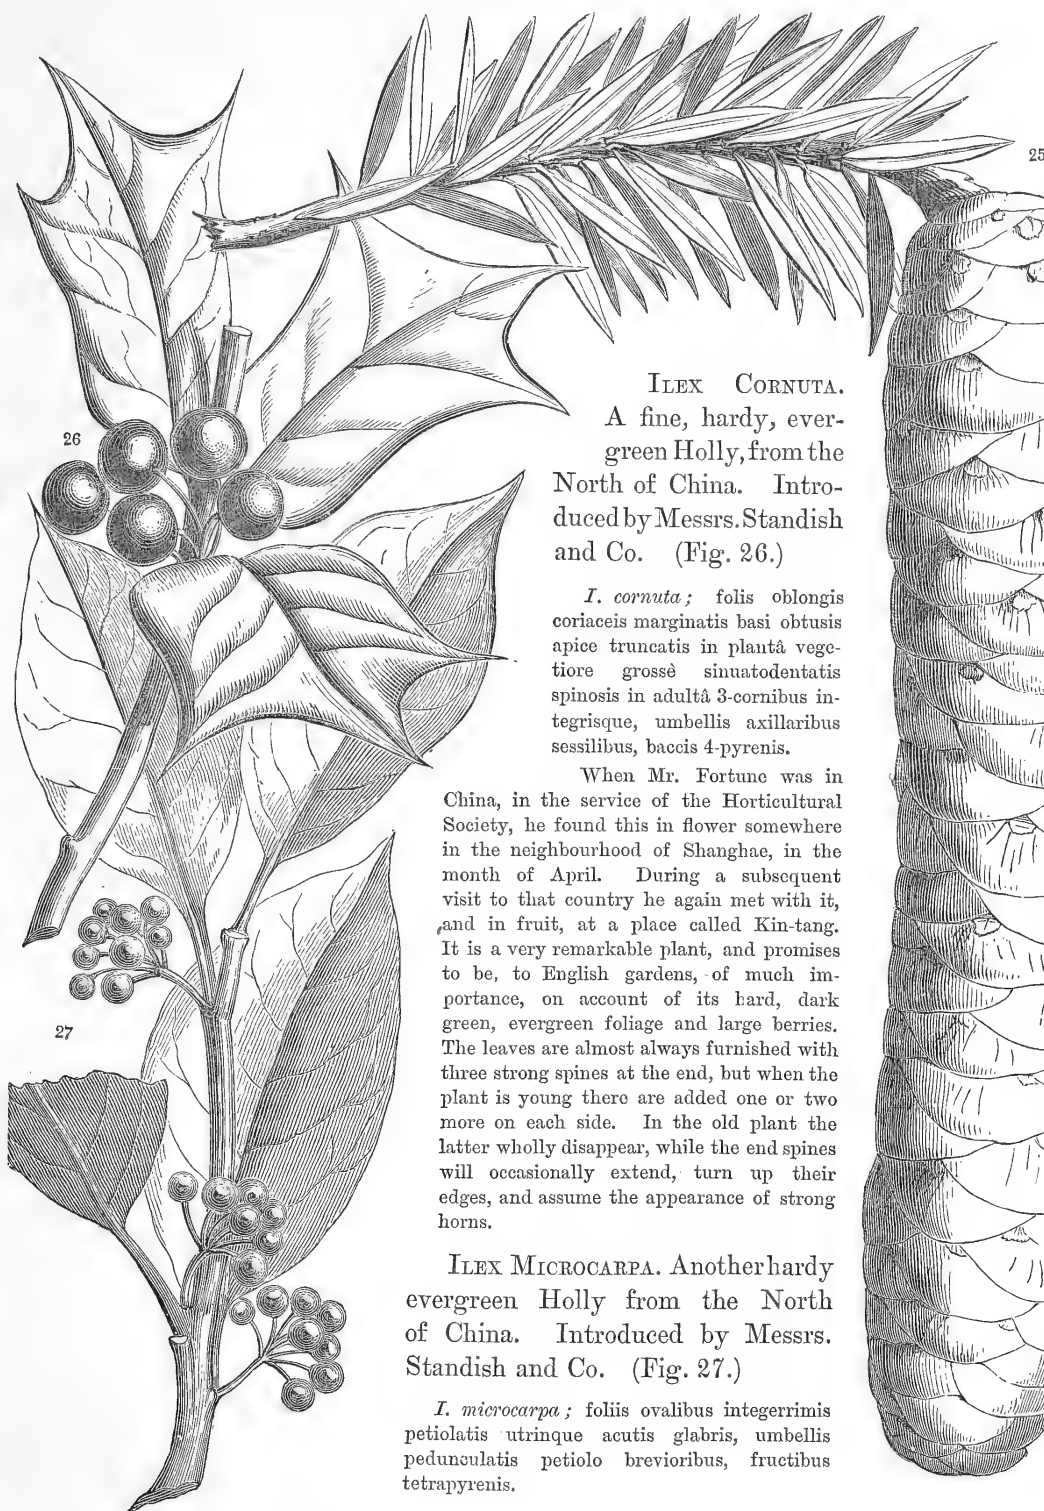 25
26
ILEX CORNUTA.
A fine, hardy, ever-
green Holly, from the
North of China. Intro-
duced by Messrs. Standish
and Co. (Fig. 26.)
I. cornuta; folis oblongis
coriaceis marginatis basi obtusis
apice truncatis in plantâ vege-
tiore grossè sinuatodentatis
spinosis in adultâ 3-cornibus in-
tegrisque, umbellis axillaribus
sessilibus, baccis 4-pyrenis.
When Mr. Fortune was in
China, in the service of the Horticultural
Society, he found this in flower somewhere
in the neighbourhood of Shanghae, in the
month of April. During a subsequent
visit to that country he again met with it,
and in fruit, at a place called Kin-tang.
It is a very remarkable plant, and promises
to be, to English gardens, of much im-
portance, on account of its hard, dark
green, evergreen foliage and large berries.
The leaves are almost always furnished with
three strong spines at the end, but when the
plant is young there are added one or two
more on each side. In the old plant the
latter wholly disappear, while the end spines
will occasionally extend, turn up their
edges, and assume the appearance of strong
horns.
27
ILEX MICROCARPA. Another hardy
evergreen Holly from the North
of China. Introduced by Messrs.
Standish and Co. (Fig. 27.)
I. microcarpa; foliis ovalibus integerrimis
petiolatis utrinque acutis glabris, umbellis
pedunculatis petiolo brevioribus, fructibus
tetrapyrenis.